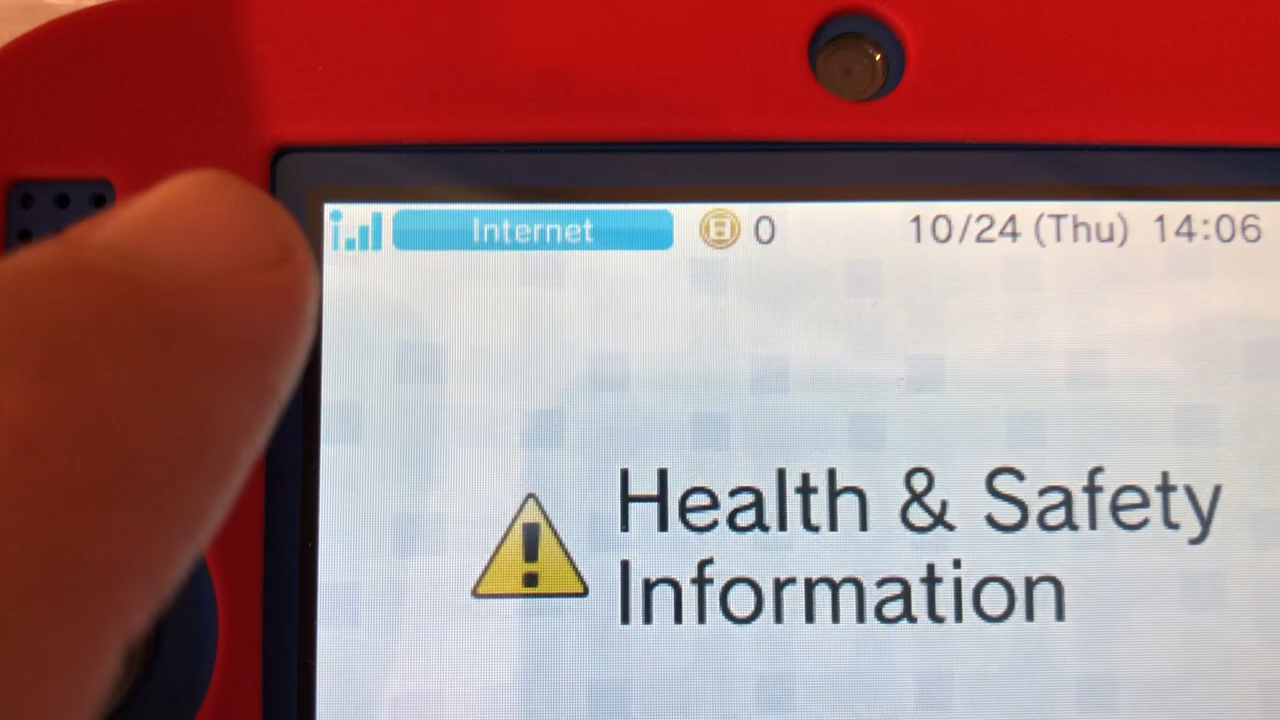 Internet
0
10/24 (Thu) 14:06
Health & Safety
Information